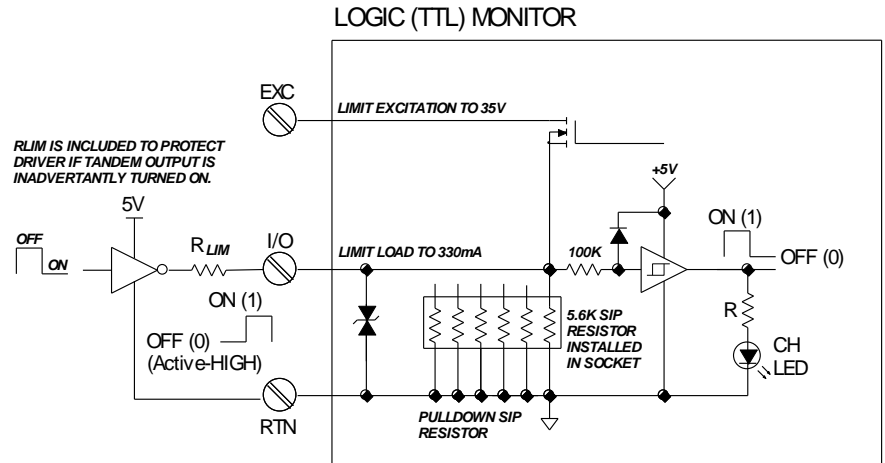 LOGIC (TTL) MONITOR
EXC
LIMIT EXCITATION TO 35V
RLIM IS INCLUDED TO PROTECT
DRIVER IF TANDEM OUTPUT IS
INADVERTANTLY TURNED ON.
+5V
5V
ON (1)
OFF
ON
RLIM
I/O
LIMIT LOAD TO 330mA
100K
OFF (0)
ON (1)
OFF (0)
(Active-HIGH)
5.6K SIP
RESISTOR
INSTALLED
IN SOCKET
R
CH
LED
RTN
PULLDOWN SIP
RESISTOR